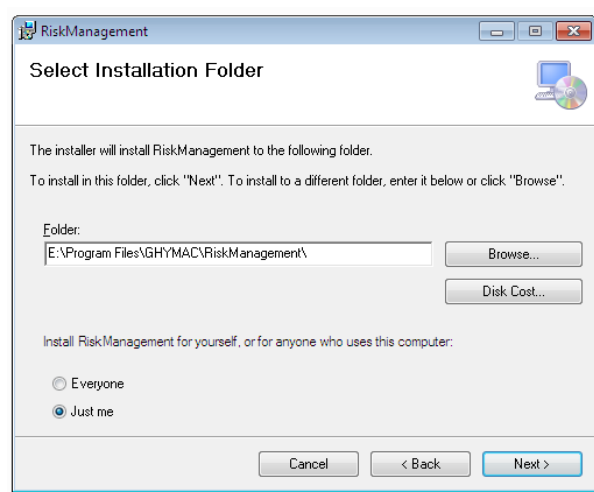 RiskManagement
Select Installation Folder
The installer will install RiskManagement to the following folder.
To install in this folder, click "Next". To install to a different folder, enter it below or click "Browse".
Folder:
E:\Program Files\GHYMAC\RiskManagement\
Browse...
Disk Cost...
Install RiskManagement for yourself, or for anyone who uses this computer:
Everyone
Just me
Cancel
< Back
Next >